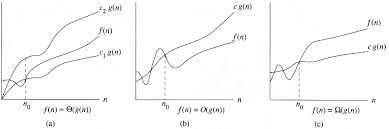 c₂ g(n)
f(n)
c₁ g(n)
n
n₀
f(n) = Θ(g(n))
(a)
c g(n)
f(n)
n
n₀
f(n) = O(g(n))
(b)
f(n)
c g(n)
n
n₀
f(n) = Ω(g(n))
(c)